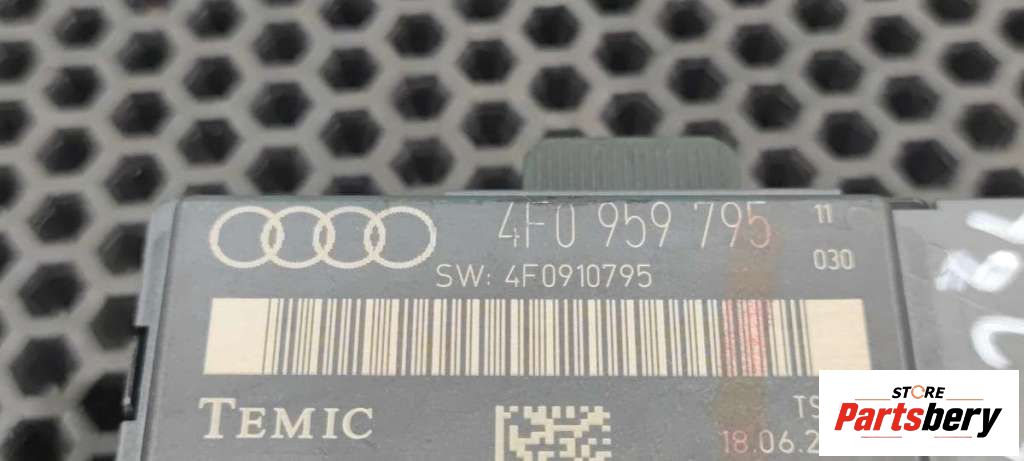 4F0 959 795 11
SW: 4F0910795 030
TEMIC
18.06.2
STORE
Partsbery